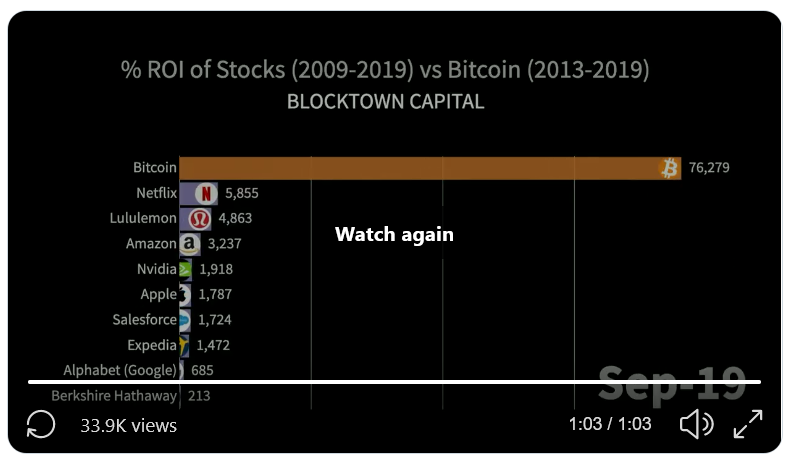 % ROI of Stocks (2009-2019) vs Bitcoin (2013-2019)
BLOCKTOWN CAPITAL
Bitcoin 76,279
Netflix N 5,855
Lululemon 4,863
Watch again
Amazon a 3,237
Nvidia 1,918
Apple 1,787
Salesforce 1,724
Expedia 1,472
Alphabet (Google) 685
Sep-19
Berkshire Hathaway 213
33.9K views
1:03 / 1:03